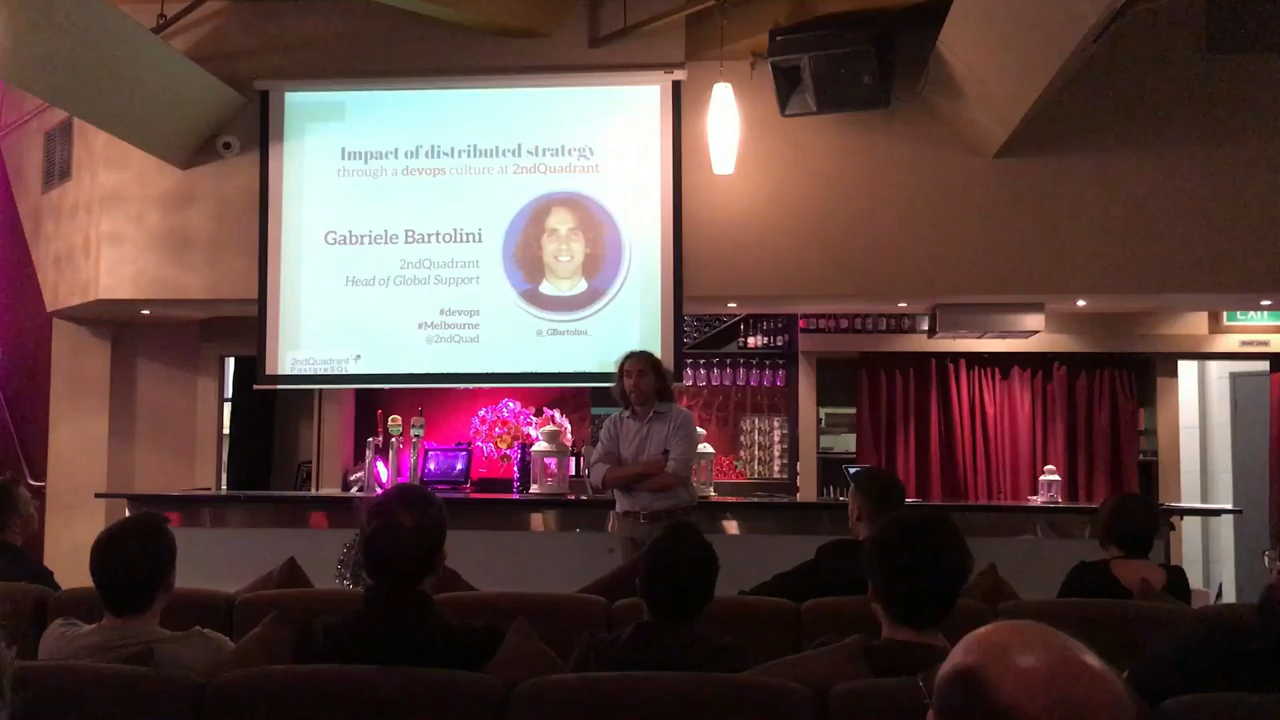 Impact of distributed strategy
through a devops culture at 2ndQuadrant
Gabriele Bartolini
2ndQuadrant
Head of Global Support
#devops
#Melbourne
@2ndQuad
@_GBartolini_
2ndQuadrant
PostgreSQL
EXIT